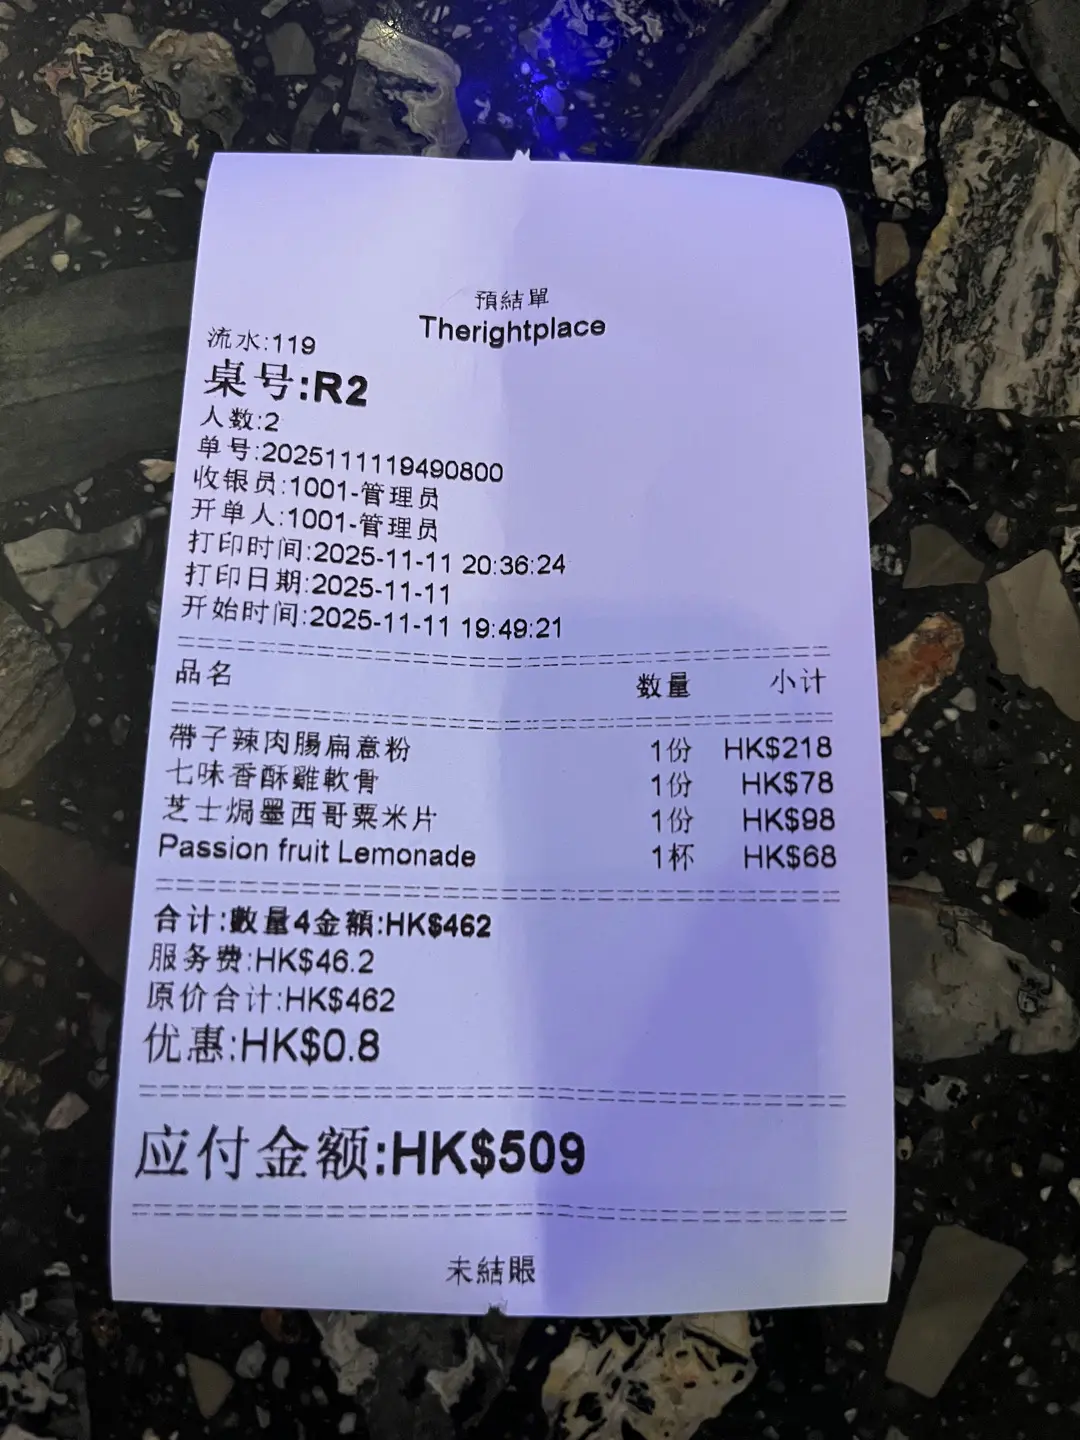 預結單
Therightplace
流水:119
桌号:R2
人数:2
单号:2025111119490800
收银员:1001-管理员
开单人:1001-管理员
打印时间:2025-11-11 20:36:24
打印日期:2025-11-11
开始时间:2025-11-11 19:49:21
品名 数量 小计
帶子辣肉腸扁意粉 1份 HK$218
七味香酥雞軟骨 1份 HK$78
芝士焗墨西哥粟米片 1份 HK$98
Passion fruit Lemonade 1杯 HK$68
合计:數量4金額:HK$462
服务费:HK$46.2
原价合计:HK$462
优惠:HK$0.8
应付金额:HK$509
未結賬